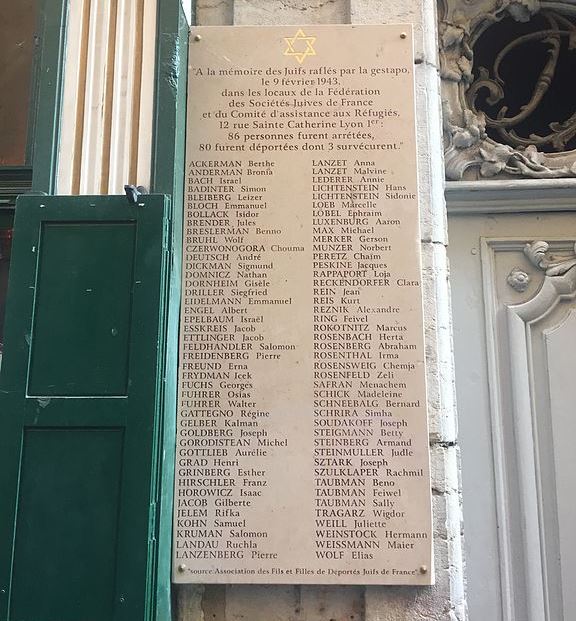 "A la mémoire des Juifs raflés par la gestapo,
le 9 février 1943,
dans les locaux de la Fédération
des Sociétés Juives de France
et du Comité d'assistance aux Réfugiés,
12 rue Sainte Catherine Lyon 1er:
86 personnes furent arrêtées,
80 furent déportées dont 3 survécurent."
ACKERMAN Berthe
ANDERMAN Bronia
BACH Israel
BADINTER Simon
BLEIBERG Leizer
BLOCH Emmanuel
BOLLACK Isidor
BRENDER Jules
BRESLERMAN Benno
BRUHL Wolf
CZERWONOGORA Chouma
DEUTSCH André
DICKMAN Sigmund
DOMNICZ Nathan
DORNHEIM Gisèle
DRILLER Siegfried
EIDELMANN Emmanuel
ENGEL Albert
EPELBAUM Israël
ESSKREIS Jacob
ETTLINGER Jacob
FELDHANDLER Salomon
FREIDENBERG Pierre
FREUND Erna
FRYDMAN Icek
FUCHS Georges
FUHRER Osias
FUHRER Walter
GATTEGNO Régine
GELBER Kalman
GOLDBERG Joseph
GORODISTEAN Michel
GOTTLIEB Aurélie
GRAD Henri
GRINBERG Esther
HIRSCHLER Franz
HOROWICZ Isaac
JACOB Gilberte
JELEM Rifka
KOHN Samuel
KRUMAN Salomon
LANDAU Ruchla
LANZENBERG Pierre
LANZET Anna
LANZET Malvine
LEDERER Annie
LICHTENSTEIN Hans
LICHTENSTEIN Sidonie
LOEB Marcelle
LÖBEL Ephraim
LUXENBURG Aaron
MAX Michael
MERKER Gerson
MUNZER Norbert
PERETZ Chaïm
PESKINE Jacques
RAPPAPORT Loja
RECKENDORFER Clara
REIN Jean
REIS Kurt
REZNIK Alexandre
RING Feivel
ROKOTNITZ Marcus
ROSENBACH Herta
ROSENBERG Abraham
ROSENTHAL Irma
ROSENSWEIG Chemja
ROSENFELD Zeli
SAFRAN Menachem
SCHICK Madeleine
SCHNEEBALG Bernard
SCHRIRA Simha
SOUDAKOFF Joseph
STEIGMANN Betty
STEINBERG Armand
STEINMULLER Judle
SZTARK Joseph
SZULKLAPER Rachmil
TAUBMAN Beno
TAUBMAN Feiwel
TAUBMAN Sally
TRAGARZ Wigdor
WEILL Juliette
WEINSTOCK Hermann
WEISSMANN Maier
WOLF Elias
"source Association des Fils et Filles de Déportés Juifs de France"